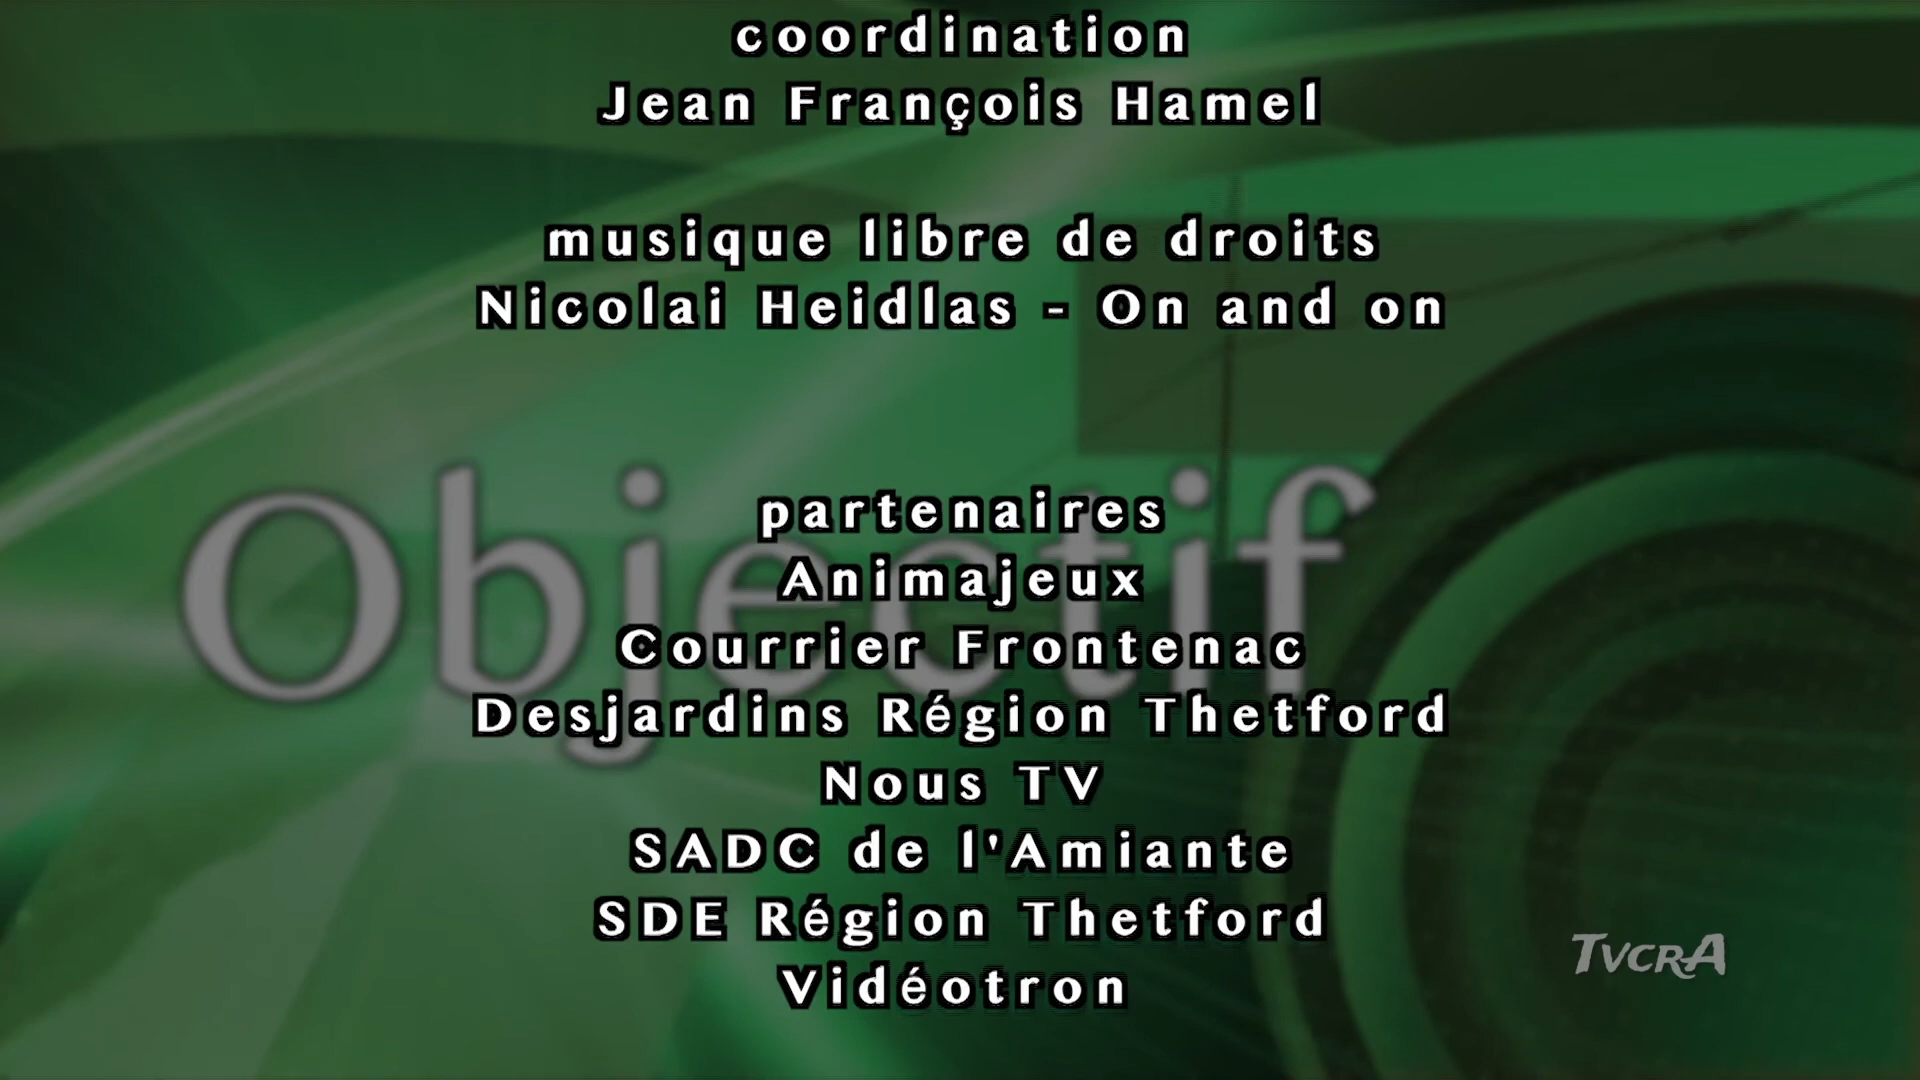 coordination
Jean François Hamel
musique libre de droits
Nicolai Heidlas - On and on
Objectif
partenaires
Animajeux
Courrier Frontenac
Desjardins Région Thetford
Nous TV
SADC de l'Amiante
SDE Région Thetford
Vidéotron
TVCRA